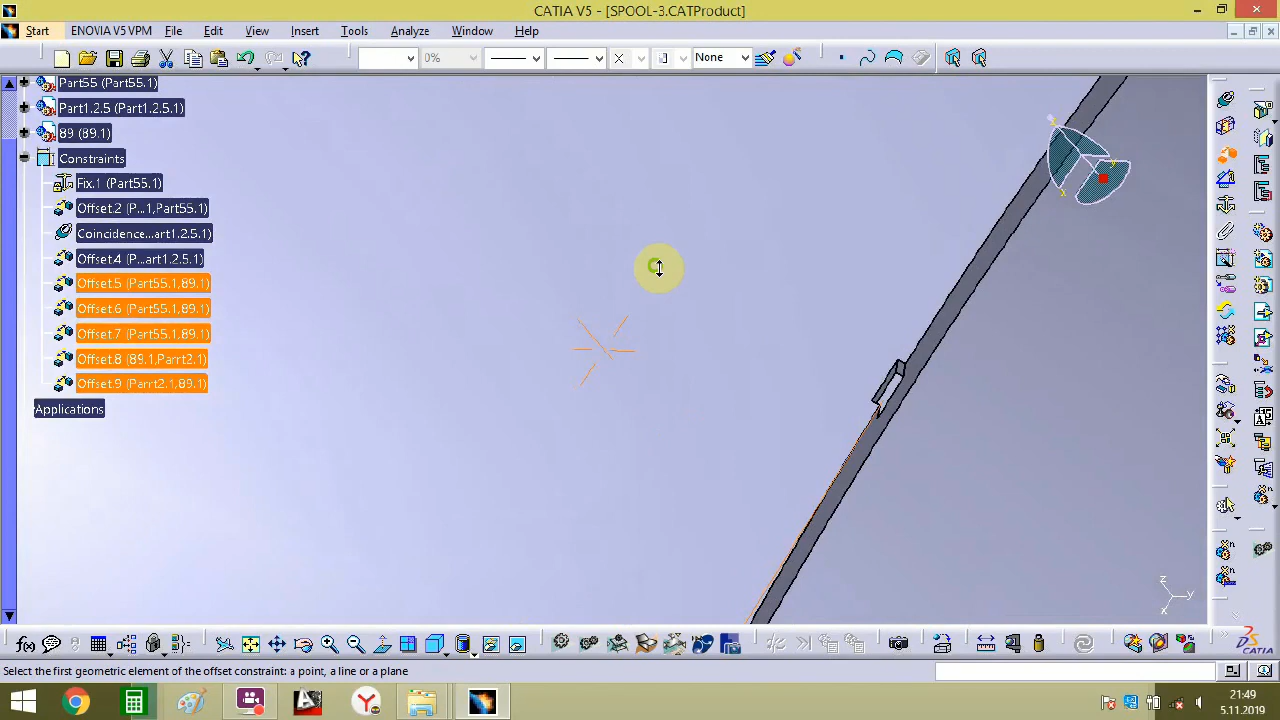 CATIA V5 - [SPOOL-3.CATProduct]
Start ENOVIA V5 VPM File Edit View Insert Tools Analyze Window Help
0% None
Part55 (Part55.1)
Part1.2.5 (Part1.2.5.1)
89 (89.1)
Constraints
Fix.1 (Part55.1)
Offset.2 (P...1,Part55.1)
Coincidence...art1.2.5.1)
Offset.4 (P...art1.2.5.1)
Offset.5 (Part55.1,89.1)
Offset.6 (Part55.1,89.1)
Offset.7 (Part55.1,89.1)
Offset.8 (89.1,Parrt2.1)
Offset.9 (Parrt2.1,89.1)
Applications
z
y
x
z
y
x
CATIA
Select the first geometric element of the offset constraint: a point, a line or a plane
21:49
5.11.2019